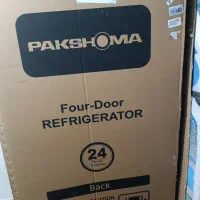 PAKSHOMA
Four-Door
REFRIGERATOR
24
Back